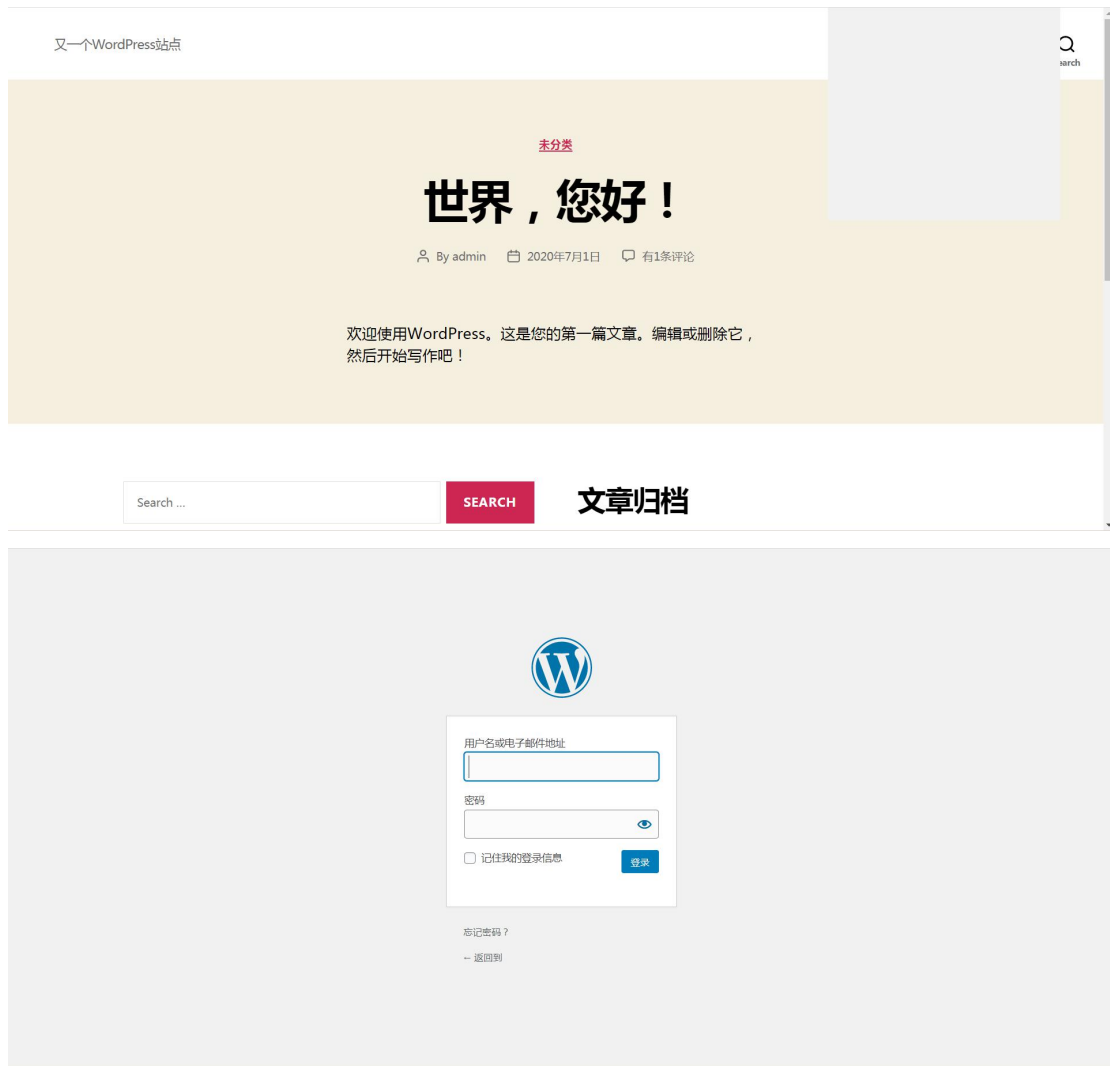 又一个WordPress站点
earch
未分类
世界，您好！
By admin 2020年7月1日 有1条评论
欢迎使用WordPress。这是您的第一篇文章。编辑或删除它，
然后开始写作吧！
Search … SEARCH 文章归档
用户名或电子邮件地址
密码
记住我的登录信息 登录
忘记密码？
← 返回到